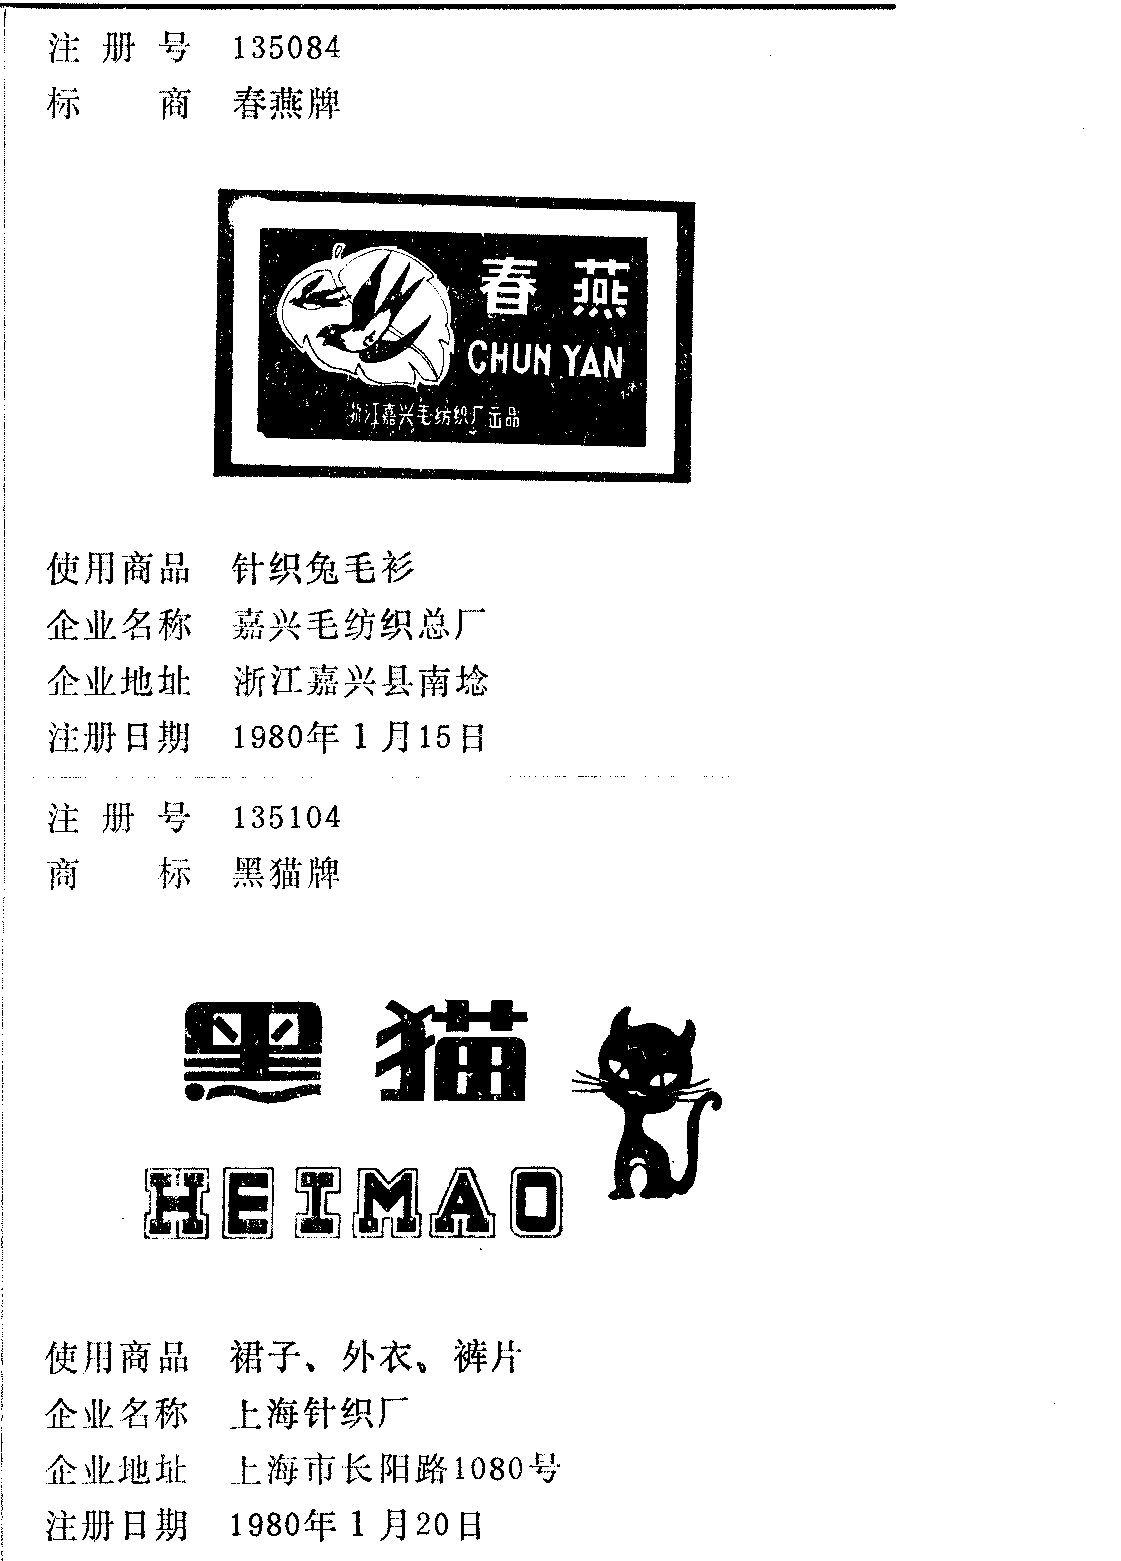 注册号 135084
标商 春燕牌
春燕
CHUN YAN
浙江嘉兴毛纺织厂出品
使用商品 针织兔毛衫
企业名称 嘉兴毛纺织总厂
企业地址 浙江嘉兴县南埝
注册日期 1980年1月15日
注册号 135104
商标 黑猫牌
黑猫
HEIMAO
使用商品 裙子、外衣、裤片
企业名称 上海针织厂
企业地址 上海市长阳路1080号
注册日期 1980年1月20日